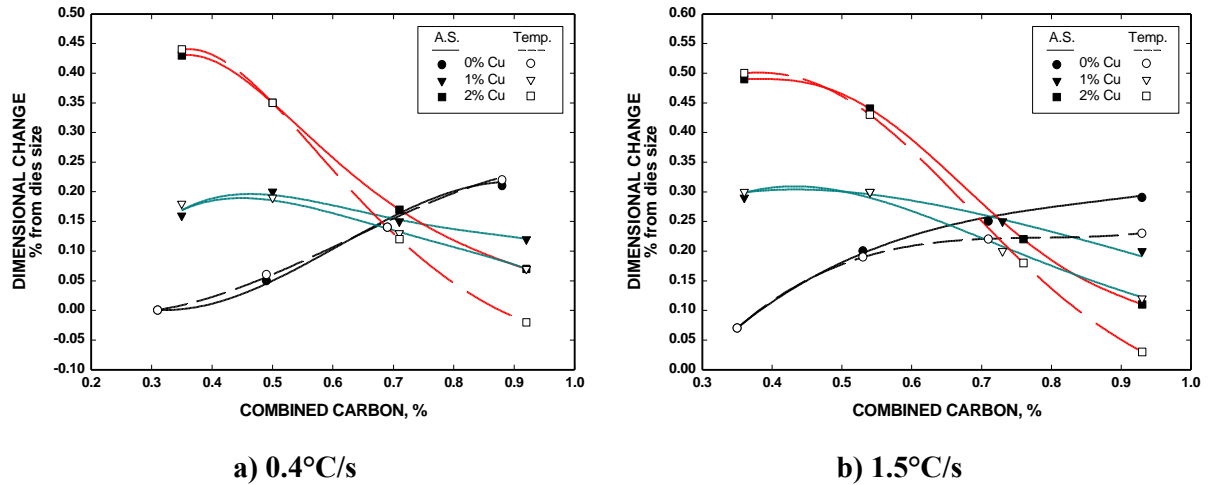 0.50
0.45
0.40
0.35
0.30
0.25
0.20
0.15
0.10
0.05
0.00
-0.05
-0.10
0.2 0.3 0.4 0.5 0.6 0.7 0.8 0.9 1.0
DIMENSIONAL CHANGE
% from dies size
COMBINED CARBON, %
A.S. Temp.
0% Cu
1% Cu
2% Cu
a) 0.4°C/s
0.60
0.55
0.50
0.45
0.40
0.35
0.30
0.25
0.20
0.15
0.10
0.05
0.00
0.3 0.4 0.5 0.6 0.7 0.8 0.9 1.0
DIMENSIONAL CHANGE
% from dies size
COMBINED CARBON, %
A.S. Temp.
0% Cu
1% Cu
2% Cu
b) 1.5°C/s